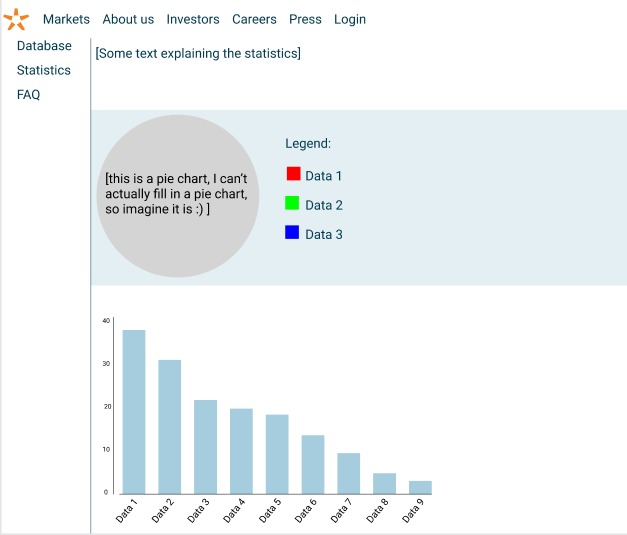 Markets About us Investors Careers Press Login
Database
Statistics
FAQ
[Some text explaining the statistics]
[this is a pie chart, I can't
actually fill in a pie chart,
so imagine it is :) ]
Legend:
Data 1
Data 2
Data 3
40
30
20
10
0
Data 1 Data 2 Data 3 Data 4 Data 5 Data 6 Data 7 Data 8 Data 9